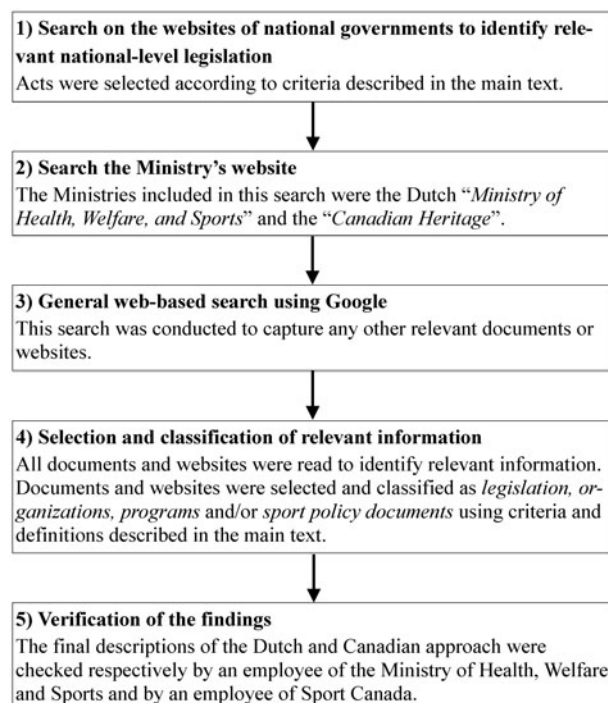 1) Search on the websites of national governments to identify rele-
vant national-level legislation
Acts were selected according to criteria described in the main text.
2) Search the Ministry's website
The Ministries included in this search were the Dutch “Ministry of
Health, Welfare, and Sports” and the “Canadian Heritage”.
3) General web-based search using Google
This search was conducted to capture any other relevant documents or
websites.
4) Selection and classification of relevant information
All documents and websites were read to identify relevant information.
Documents and websites were selected and classified as legislation, or-
ganizations, programs and/or sport policy documents using criteria and
definitions described in the main text.
5) Verification of the findings
The final descriptions of the Dutch and Canadian approach were
checked respectively by an employee of the Ministry of Health, Welfare
and Sports and by an employee of Sport Canada.